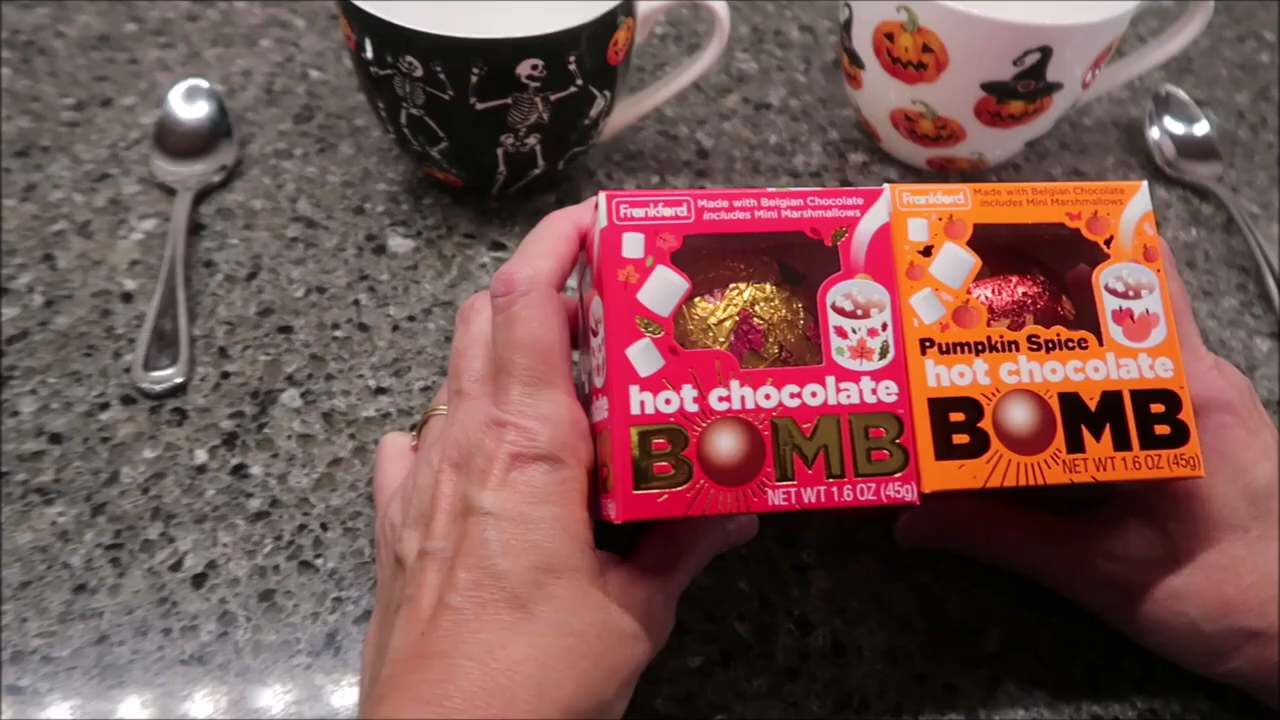 Frankford
Made with Belgian Chocolate
includes Mini Marshmallows
hot chocolate
BOMB
NET WT 1.6 OZ (45g)
Frankford
Made with Belgian Chocolate
includes Mini Marshmallows
Pumpkin Spice
hot chocolate
BOMB
NET WT 1.6 OZ (45g)